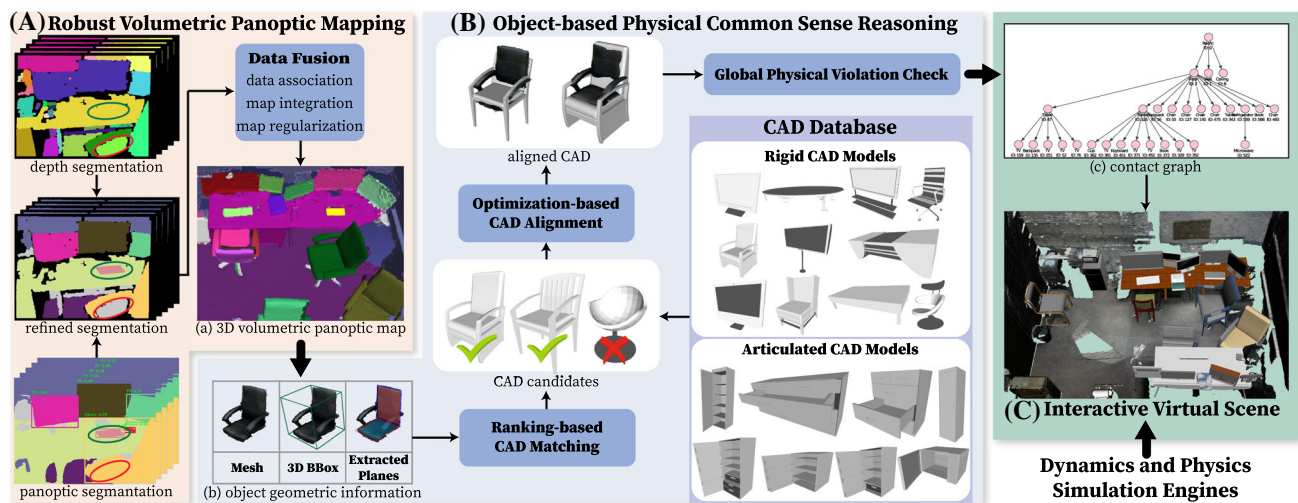 (A) Robust Volumetric Panoptic Mapping
depth segmentation
refined segmentation
panoptic segmantation
Data Fusion
data association
map integration
map regularization
(a) 3D volumetric panoptic map
Mesh
3D BBox
Extracted
Planes
(b) object geometric information
(B) Object-based Physical Common Sense Reasoning
aligned CAD
Optimization-based
CAD Alignment
CAD candidates
Ranking-based
CAD Matching
Global Physical Violation Check
CAD Database
Rigid CAD Models
Articulated CAD Models
(c) contact graph
(C) Interactive Virtual Scene
Dynamics and Physics
Simulation Engines